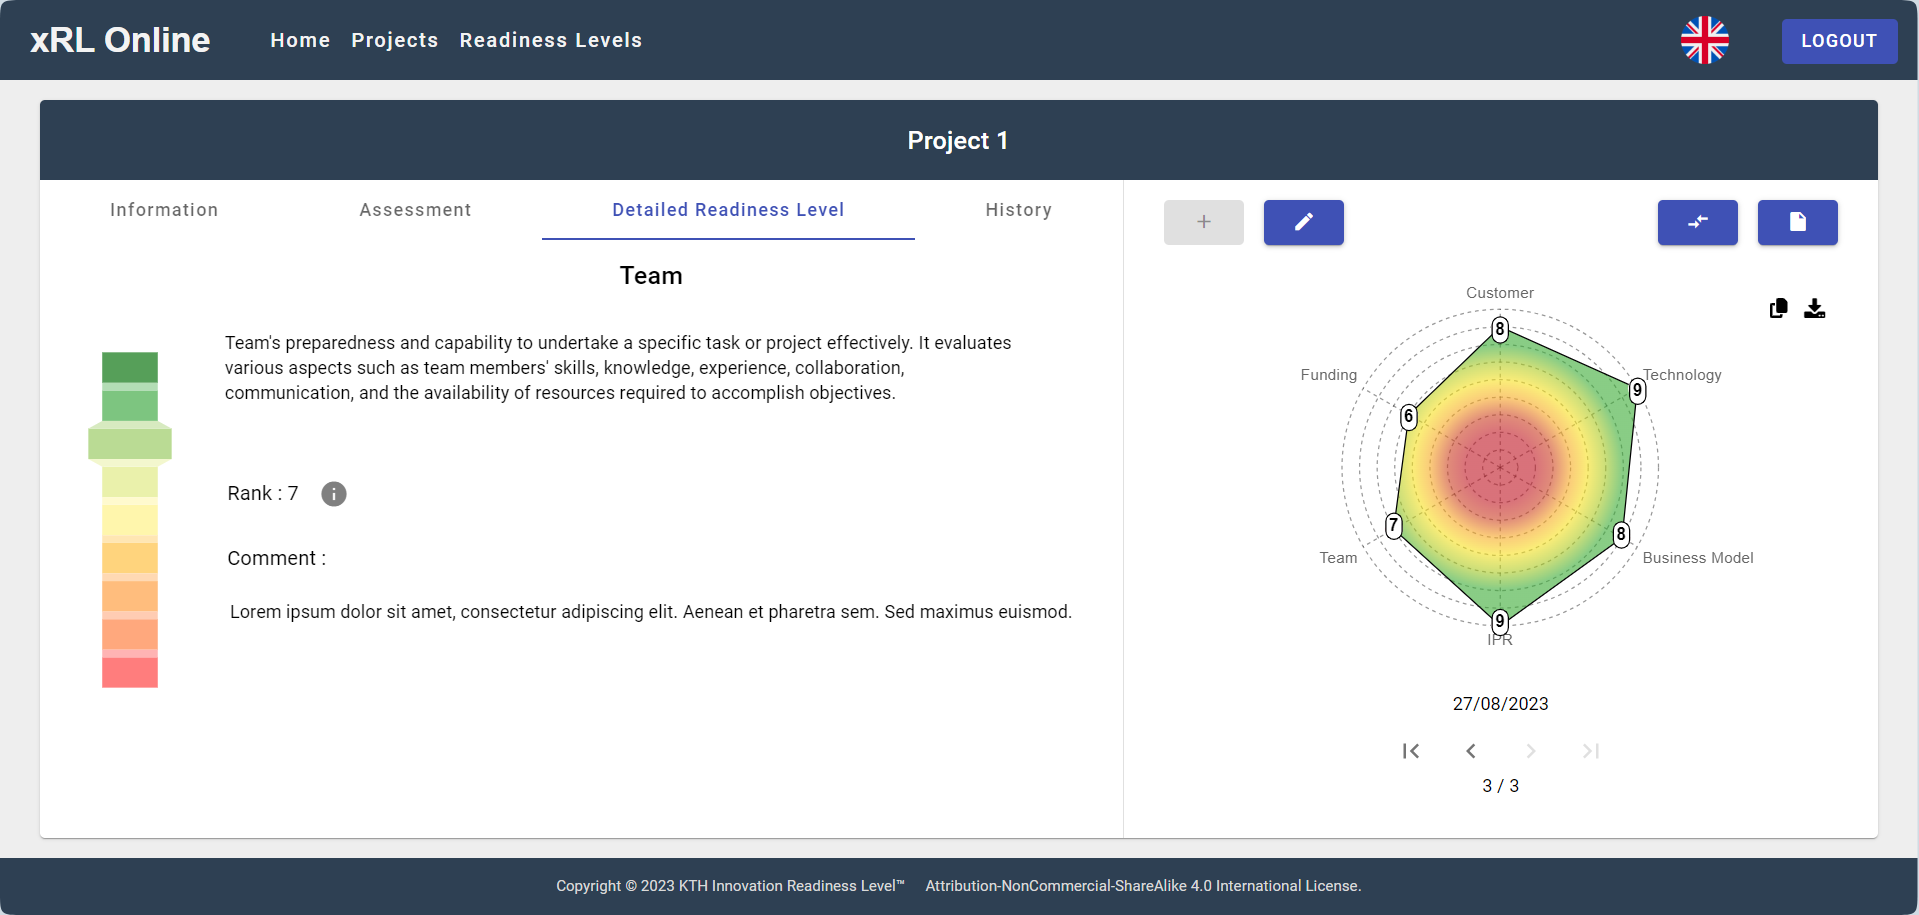 xRL Online
Home Projects Readiness Levels
LOGOUT
Project 1
Information Assessment Detailed Readiness Level History
Team
Team's preparedness and capability to undertake a specific task or project effectively. It evaluates
various aspects such as team members' skills, knowledge, experience, collaboration,
communication, and the availability of resources required to accomplish objectives.
Rank : 7
Comment :
Lorem ipsum dolor sit amet, consectetur adipiscing elit. Aenean et pharetra sem. Sed maximus euismod.
Customer
8
Funding
Technology
9
6
7
8
Team
Business Model
9
IPR
27/08/2023
3 / 3
Copyright © 2023 KTH Innovation Readiness Level™ Attribution-NonCommercial-ShareAlike 4.0 International License.